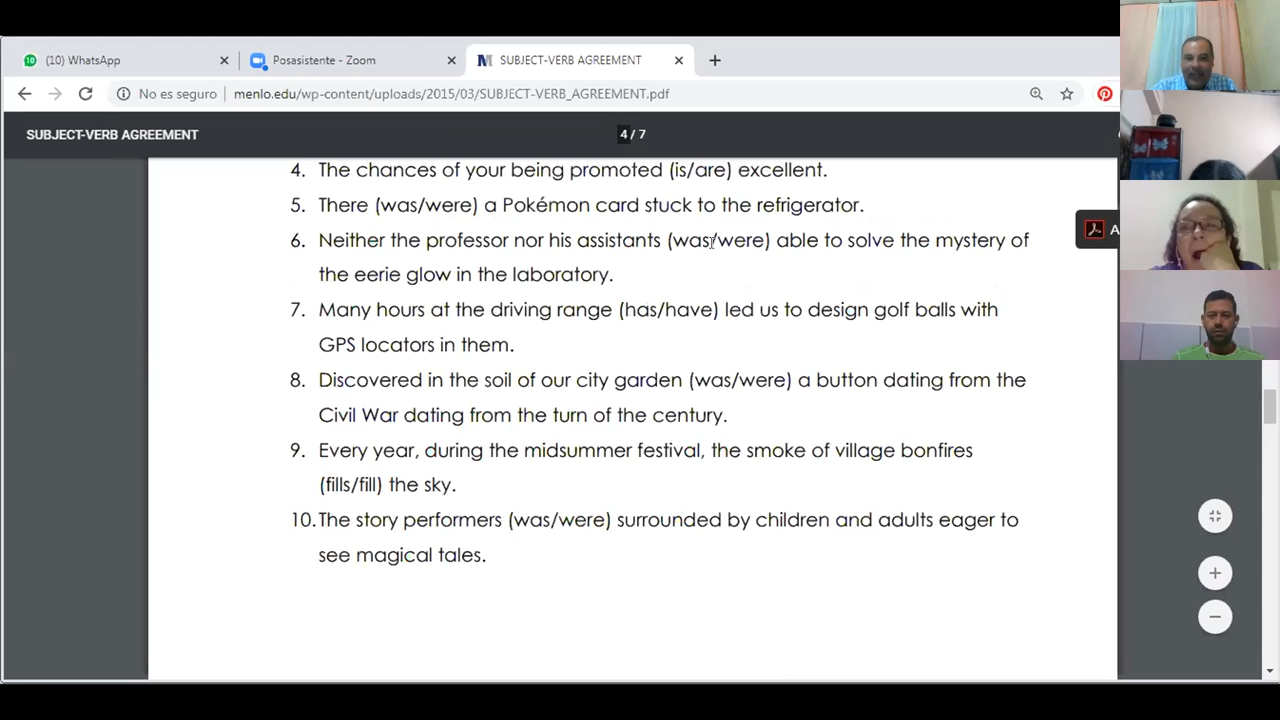 (10) WhatsApp
Posasistente - Zoom
SUBJECT-VERB AGREEMENT
No es seguro
menlo.edu/wp-content/uploads/2015/03/SUBJECT-VERB_AGREEMENT.pdf
SUBJECT-VERB AGREEMENT
4 / 7
4. The chances of your being promoted (is/are) excellent.
5. There (was/were) a Pokémon card stuck to the refrigerator.
6. Neither the professor nor his assistants (was/were) able to solve the mystery of
the eerie glow in the laboratory.
7. Many hours at the driving range (has/have) led us to design golf balls with
GPS locators in them.
8. Discovered in the soil of our city garden (was/were) a button dating from the
Civil War dating from the turn of the century.
9. Every year, during the midsummer festival, the smoke of village bonfires
(fills/fill) the sky.
10. The story performers (was/were) surrounded by children and adults eager to
see magical tales.
A